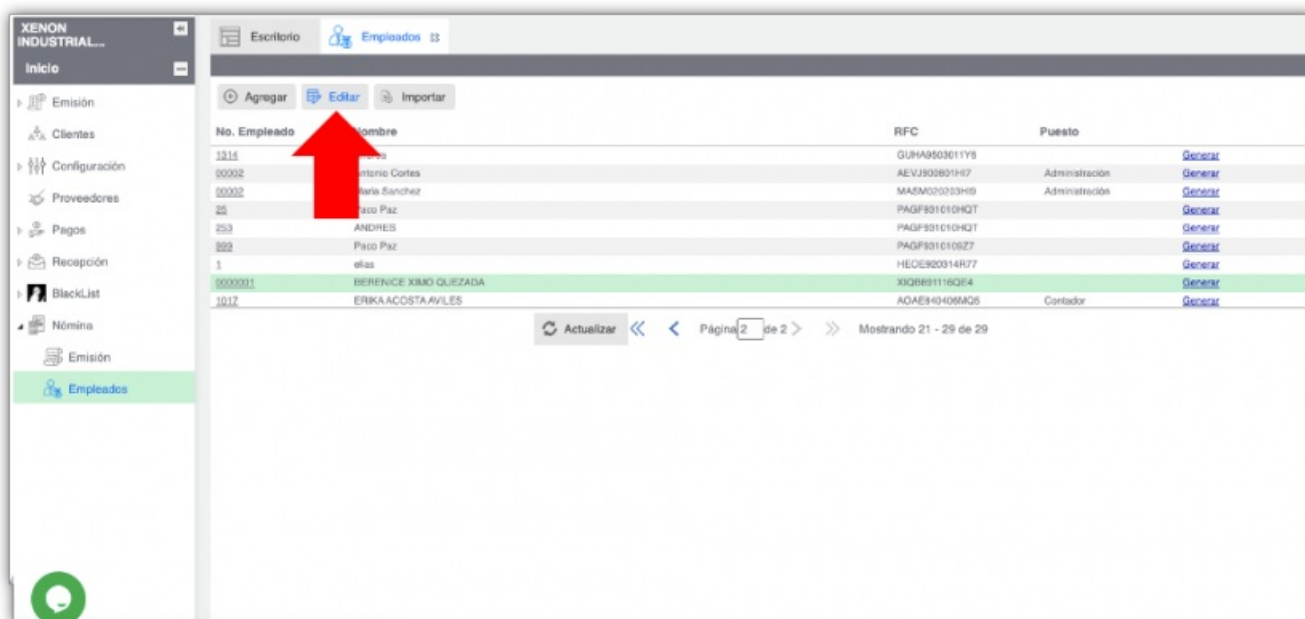 XENON
INDUSTRIAL...
Inicio
Emisión
Clientes
Configuración
Proveedores
Pagos
Recepción
BlackList
Nómina
Emisión
Empleados
Escritorio
Empleados
Agregar Editar Importar
No. Empleado Nombre RFC Puesto
1314 GUHA9503011Y6 Generar
00002 Antonio Cortes AEVJ900801HI7 Administración Generar
00002 Maria Sanchez MASM020203HI9 Administración Generar
25 Paco Paz PAGF931010HQT Generar
253 ANDRES PAGF931010HQT Generar
999 Paco Paz PAGF9310109Z7 Generar
1 elias HEOE920314R77 Generar
0000001 BERENICE XIMO QUEZADA XIQB891116QE4 Generar
1017 ERIKA ACOSTA AVILES AOAE840406MQ5 Contador Generar
Actualizar Página 2 de 2 Mostrando 21 - 29 de 29